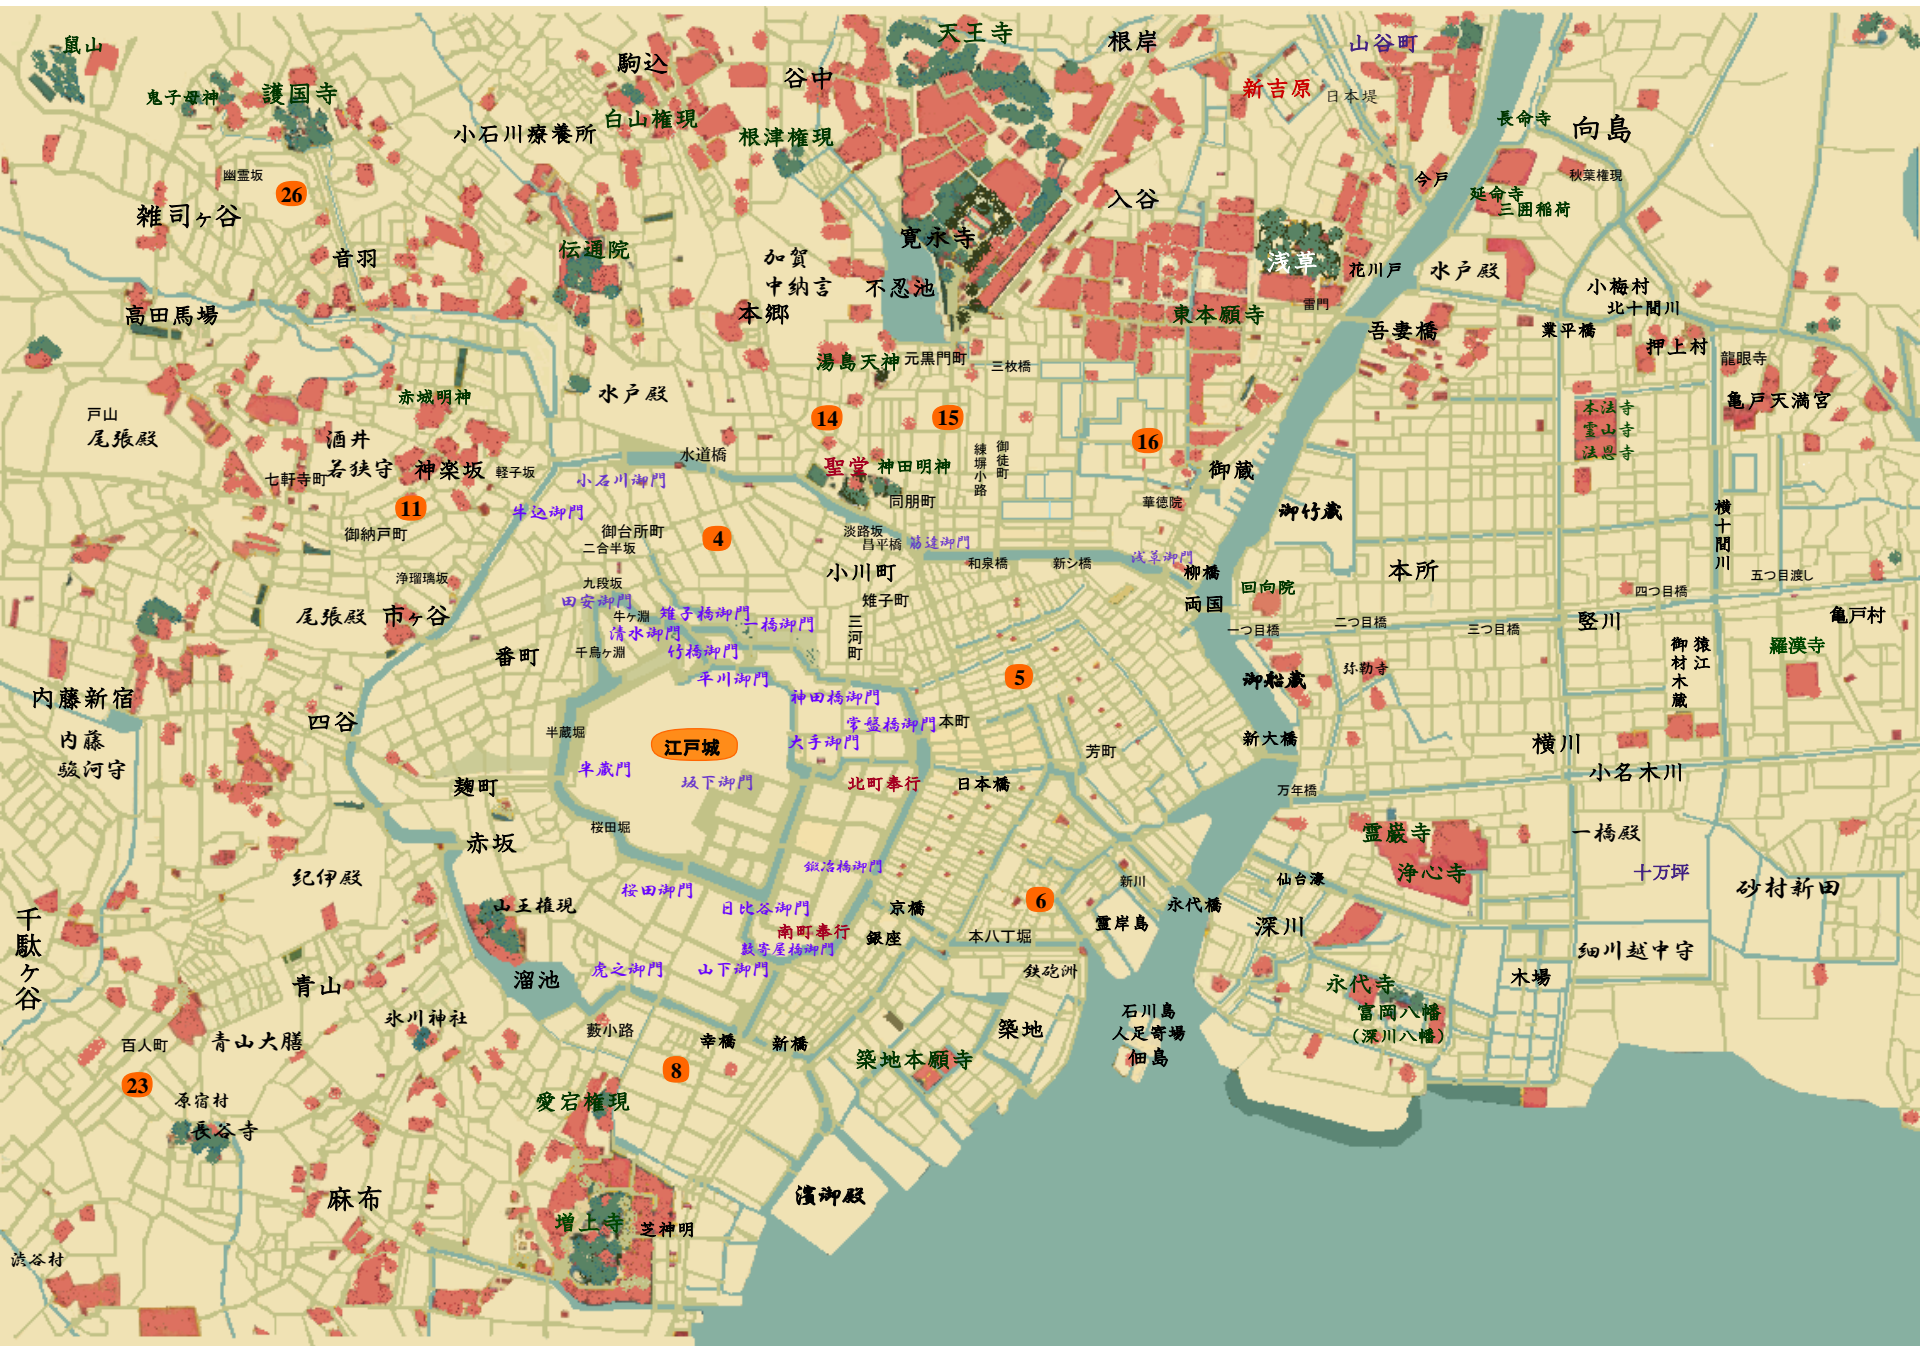 鼠山
鬼子母神
護国寺
駒込
白山権現
小石川療養所
谷中
根津権現
天王寺
根岸
山谷町
新吉原
日本堤
長命寺
向島
秋葉権現
今戸
延命寺
三囲稲荷
幽霊坂
26
雑司ヶ谷
音羽
伝通院
加賀
中納言
本郷
寛永寺
不忍池
入谷
浅草
花川戸
水戸殿
雷門
東本願寺
吾妻橋
小梅村
北十間川
業平橋
押上村
龍眼寺
亀戸天満宮
高田馬場
湯島天神
元黒門町
三枚橋
水戸殿
赤城明神
戸山
尾張殿
酒井
若狭守
七軒寺町
神楽坂
軽子坂
11
御納戸町
14
15
16
本法寺
霊山寺
法恩寺
水道橋
小石川御門
牛込御門
聖堂
神田明神
同朋町
練塀小路
御徒町
華徳院
御蔵
御竹蔵
横十間川
御台所町
二合半坂
4
淡路坂
昌平橋
筋違御門
和泉橋
新シ橋
浅草御門
柳橋
両国
小川町
雉子町
三河町
本所
回向院
一つ目橋
二つ目橋
三つ目橋
四つ目橋
五つ目渡し
竪川
亀戸村
浄瑠璃坂
尾張殿
市ヶ谷
九段坂
田安御門
牛ヶ淵
雉子橋御門
一橋御門
清水御門
竹橋御門
千鳥ヶ淵
番町
平川御門
神田橋御門
常盤橋御門
大手御門
本町
5
御船蔵
弥勒寺
猿江
御材木蔵
羅漢寺
内藤新宿
内藤
駿河守
四谷
半蔵堀
江戸城
半蔵門
坂下御門
北町奉行
日本橋
芳町
新大橋
横川
小名木川
万年橋
麹町
桜田堀
赤坂
紀伊殿
山王権現
鍛冶橋御門
桜田御門
日比谷御門
南町奉行
数寄屋橋御門
京橋
銀座
6
新川
霊岸島
永代橋
本八丁堀
鉄砲洲
霊巌寺
浄心寺
仙台濠
深川
一橋殿
十万坪
砂村新田
細川越中守
木場
永代寺
富岡八幡
(深川八幡)
千駄ヶ谷
青山
溜池
虎之御門
山下御門
氷川神社
青山大膳
百人町
23
原宿村
長谷寺
藪小路
幸橋
新橋
8
築地
築地本願寺
石川島
人足寄場
佃島
愛宕権現
麻布
増上寺
芝神明
濱御殿
渋谷村